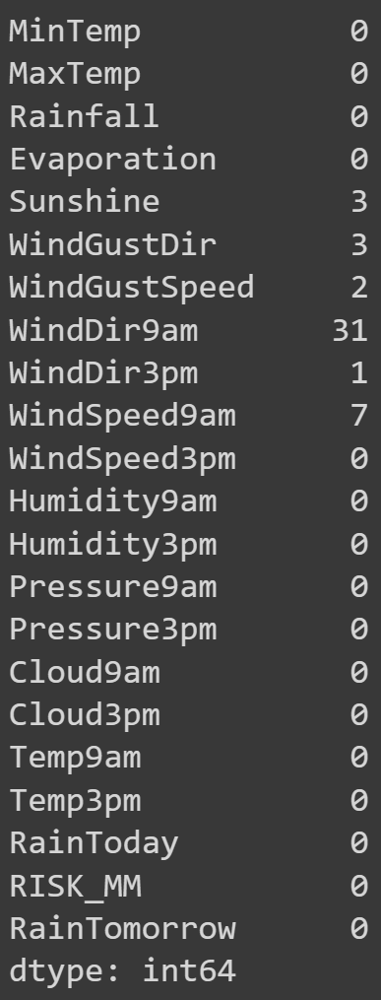 MinTemp 0
MaxTemp 0
Rainfall 0
Evaporation 0
Sunshine 3
WindGustDir 3
WindGustSpeed 2
WindDir9am 31
WindDir3pm 1
WindSpeed9am 7
WindSpeed3pm 0
Humidity9am 0
Humidity3pm 0
Pressure9am 0
Pressure3pm 0
Cloud9am 0
Cloud3pm 0
Temp9am 0
Temp3pm 0
RainToday 0
RISK_MM 0
RainTomorrow 0
dtype: int64